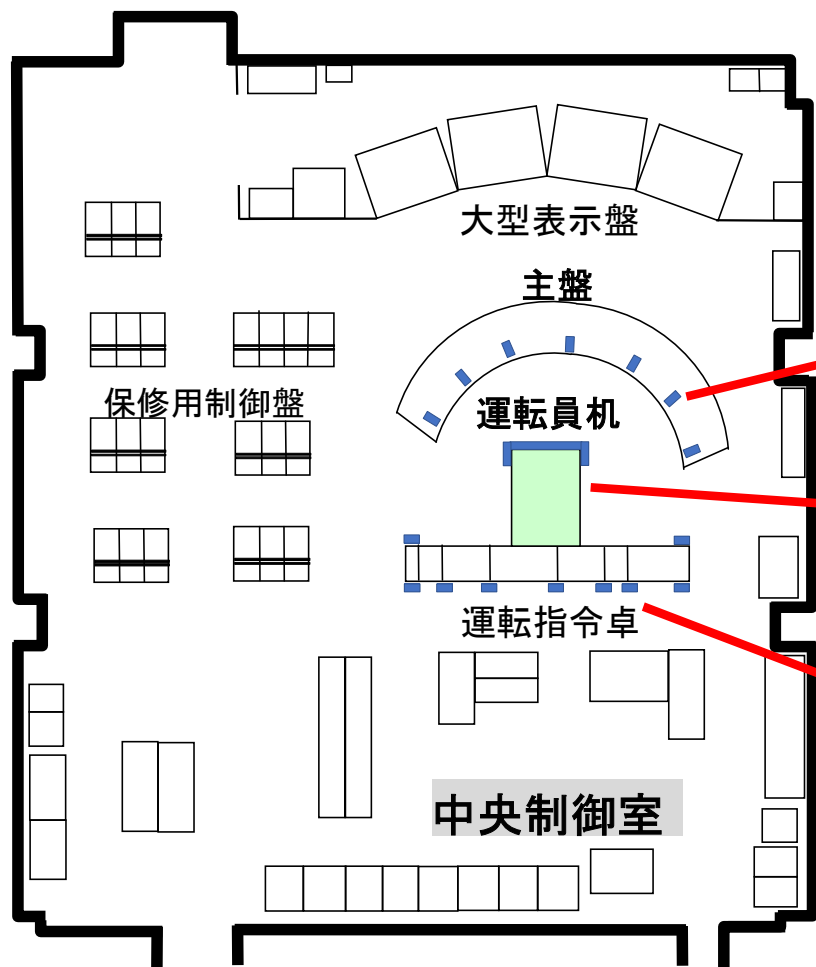 大型表示盤
主盤
保修用制御盤
運転員机
運転指令卓
中央制御室